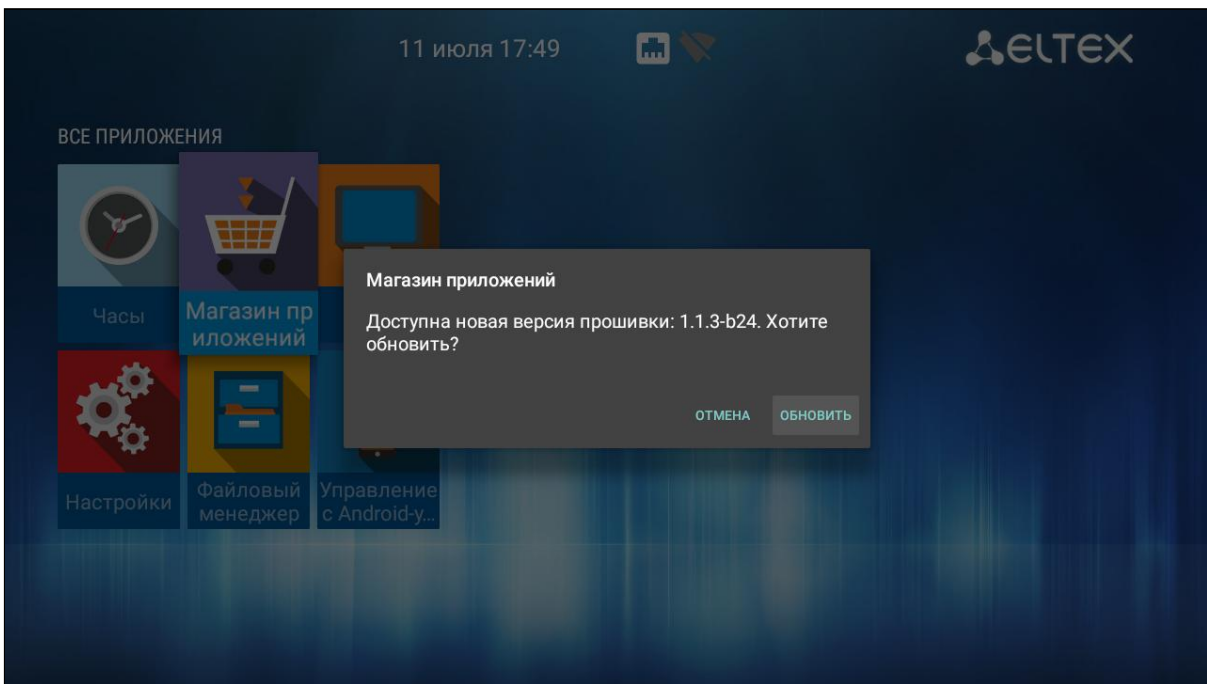 11 июля 17:49
ELTEX
ВСЕ ПРИЛОЖЕНИЯ
Часы
Магазин пр
иложений
Магазин приложений
Доступна новая версия прошивки: 1.1.3-b24. Хотите
обновить?
ОТМЕНА
ОБНОВИТЬ
Настройки
Файловый
менеджер
Управление
с Android-у...